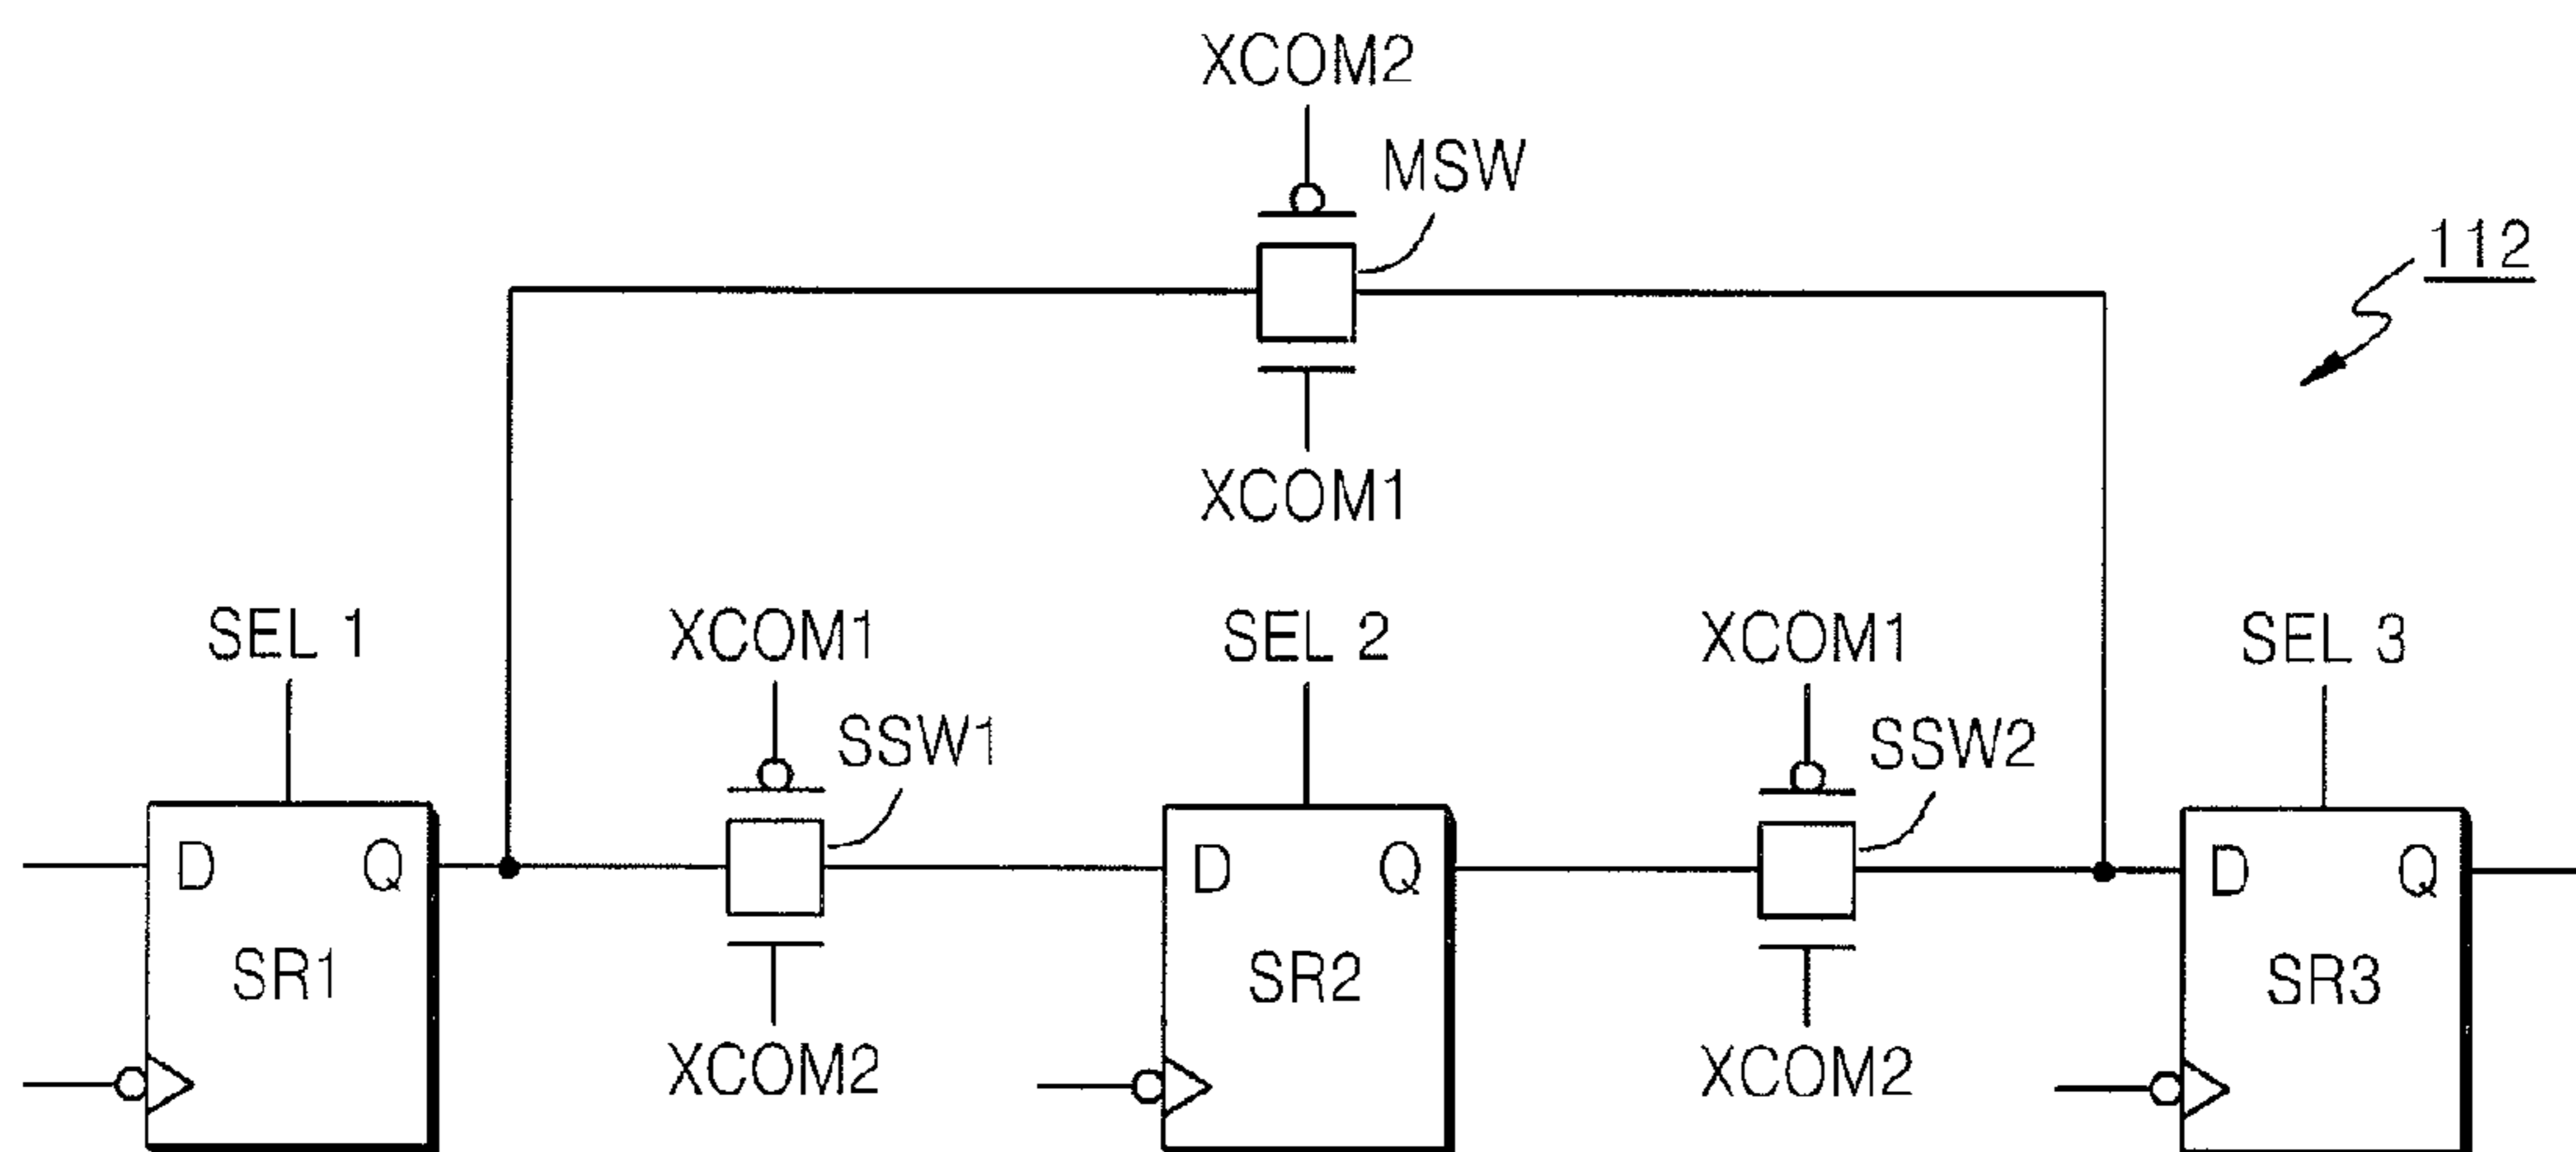 XCOM2
MSW
112
XCOM1
SEL 1
XCOM1
SEL 2
XCOM1
SEL 3
SSW1
SSW2
D Q
D Q
D Q
SR1
SR2
SR3
XCOM2
XCOM2